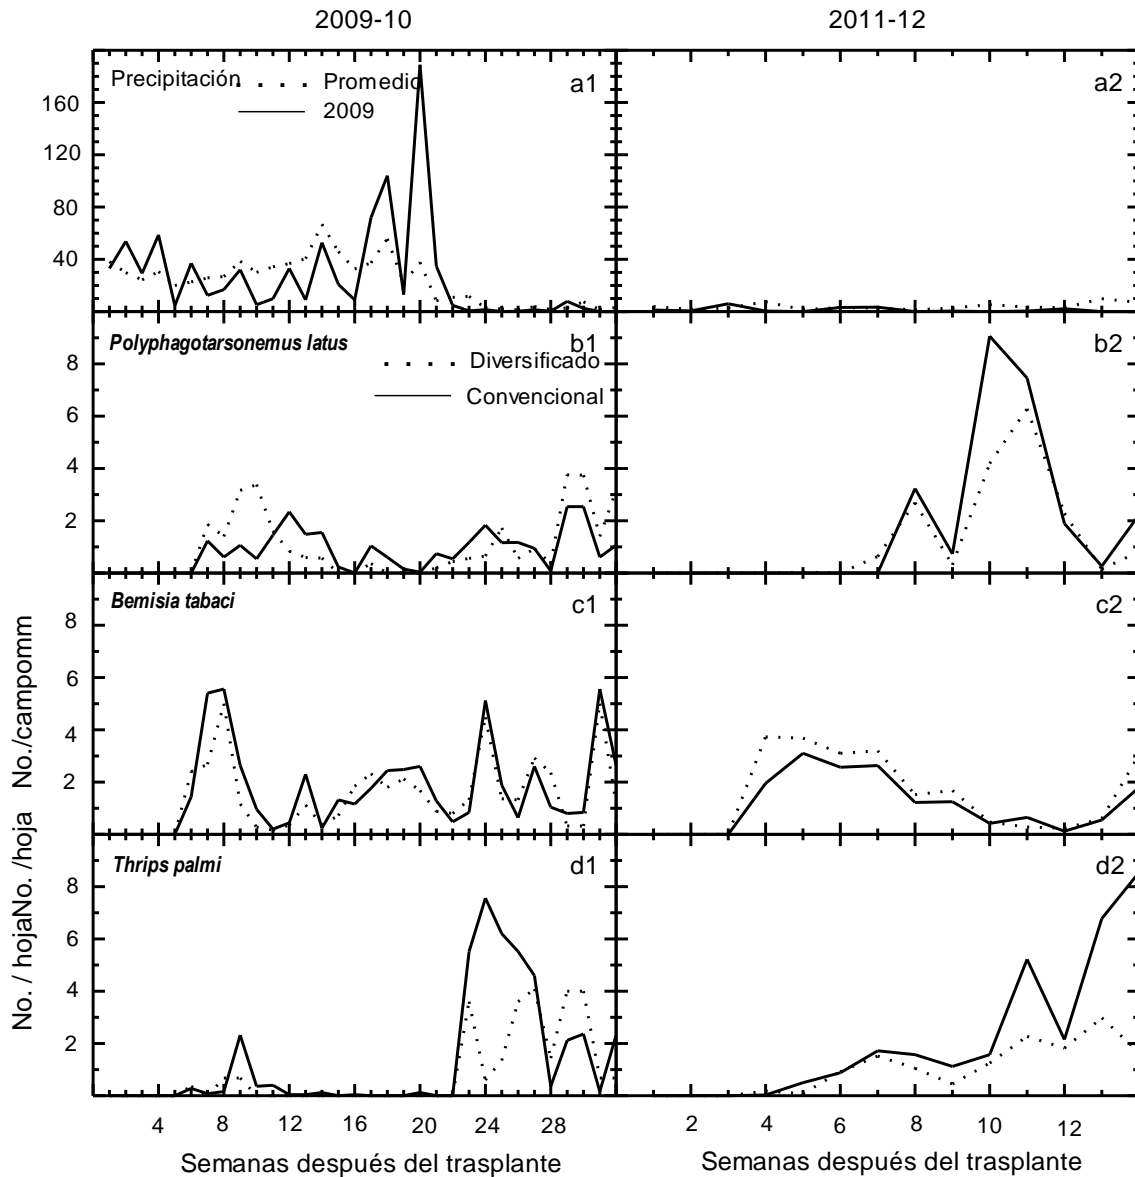 2009-10 2011-12
Precipitación Promedio a1 a2
2009
160
120
80
40
Polyphagotarsonemus latus b1 b2
Diversificado
Convencional
8
6
4
2
Bemisia tabaci c1 c2
8
6
4
2
Thrips palmi d1 d2
8
6
4
2
No. / hojaNo. /hoja No./campomm
4 8 12 16 20 24 28 2 4 6 8 10 12
Semanas después del trasplante Semanas después del trasplante